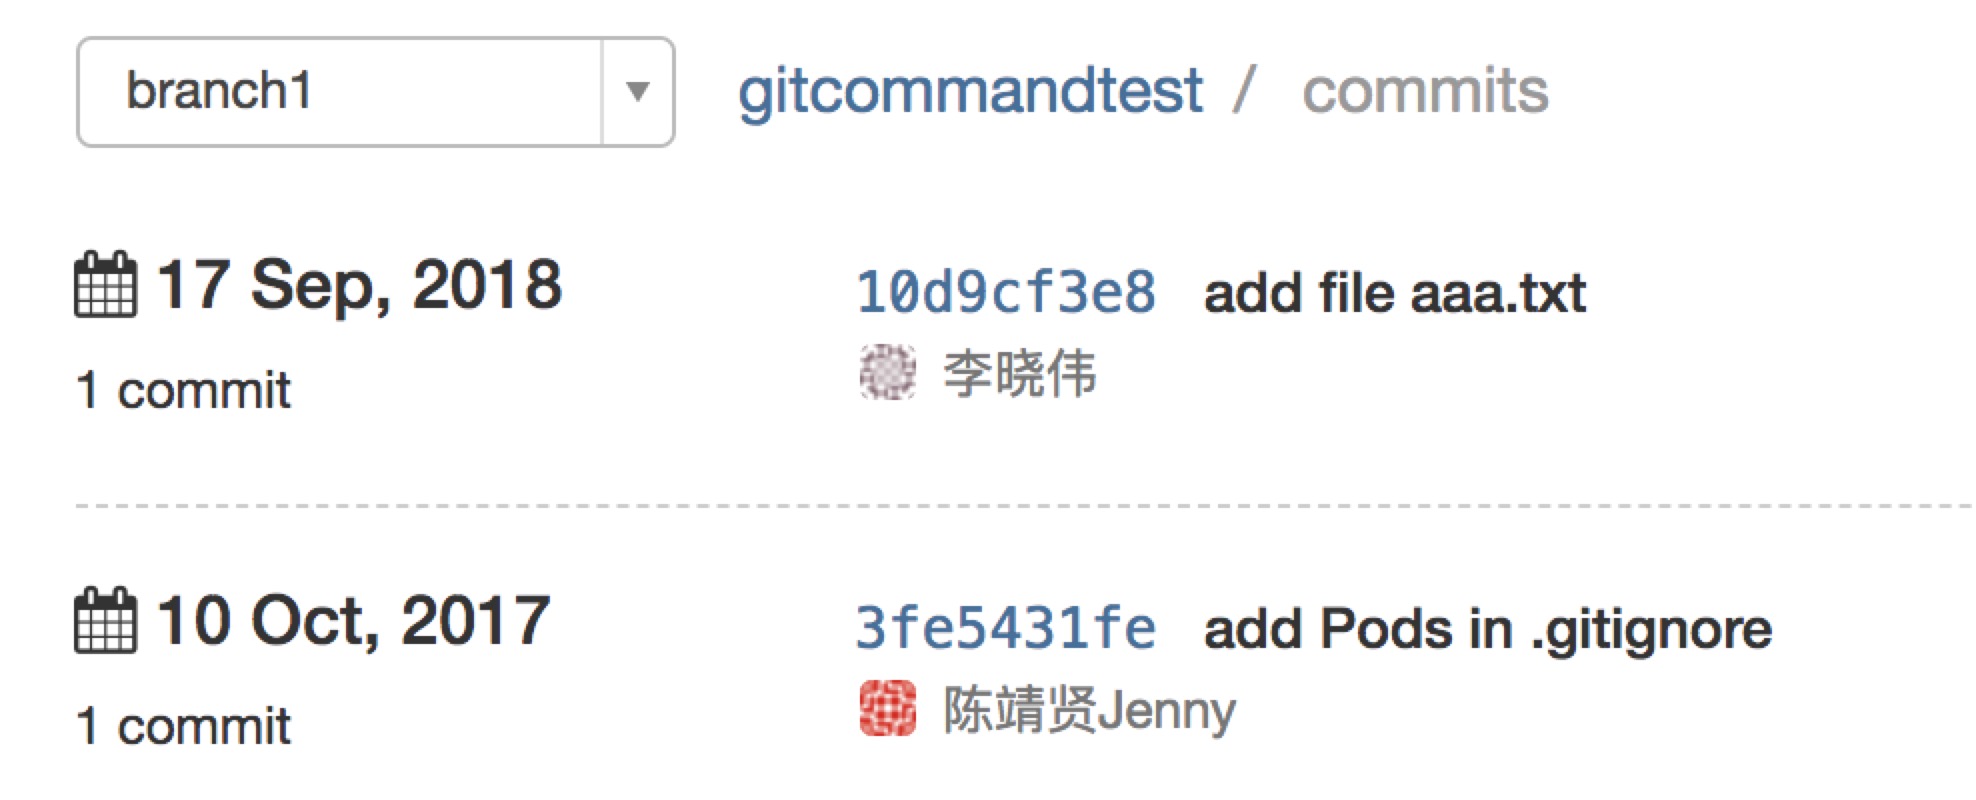 branch1
gitcommandtest / commits
17 Sep, 2018
1 commit
10d9cf3e8 add file aaa.txt
李晓伟
10 Oct, 2017
1 commit
3fe5431fe add Pods in .gitignore
陈靖贤Jenny